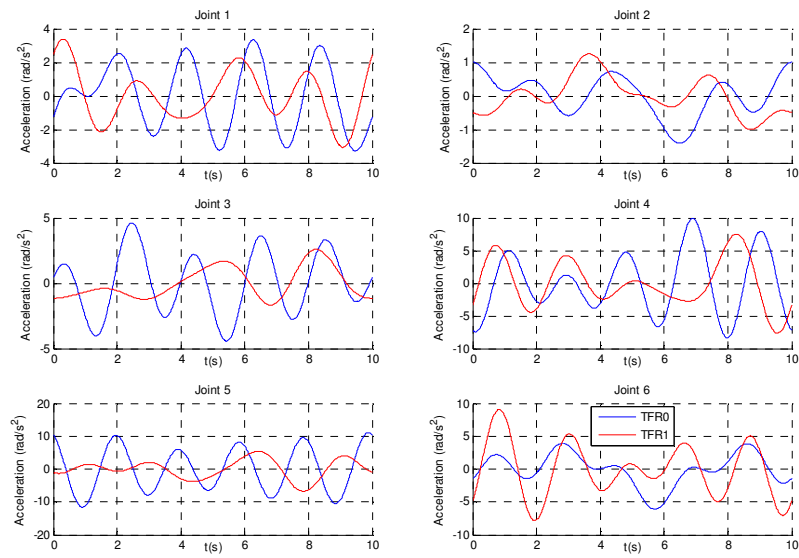 Joint 1
Acceleration (rad/s²)
4
2
0
-2
-4
0 2 4 6 8 10
t(s)
Joint 2
Acceleration (rad/s²)
2
1
0
-1
2
0 2 4 6 8 10
t(s)
Joint 3
Acceleration (rad/s²)
5
0
-5
0 2 4 6 8 10
t(s)
Joint 4
Acceleration (rad/s²)
10
5
0
-5
-10
0 2 4 6 8 10
t(s)
Joint 5
Acceleration (rad/s²)
20
10
0
-10
-20
0 2 4 6 8 10
t(s)
Joint 6
Acceleration (rad/s²)
10
5
0
-5
-10
0 2 4 6 8 10
t(s)
TFR0
TFR1